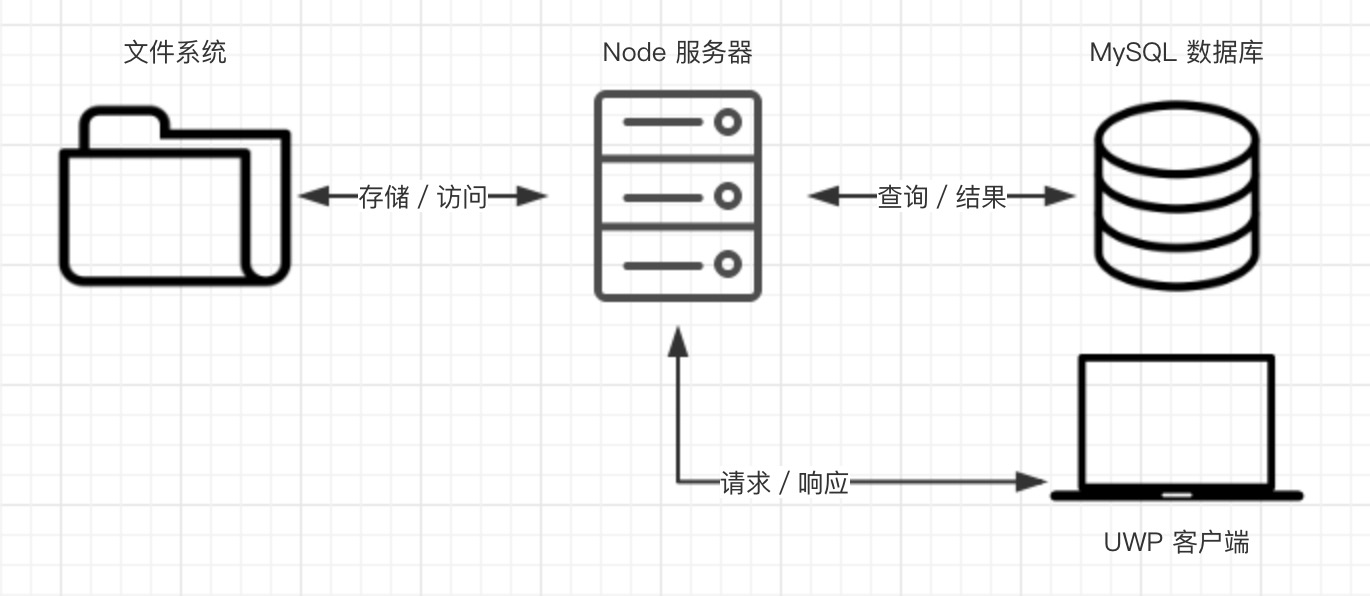 文件系统
Node 服务器
MySQL 数据库
存储 / 访问
查询 / 结果
请求 / 响应
UWP 客户端